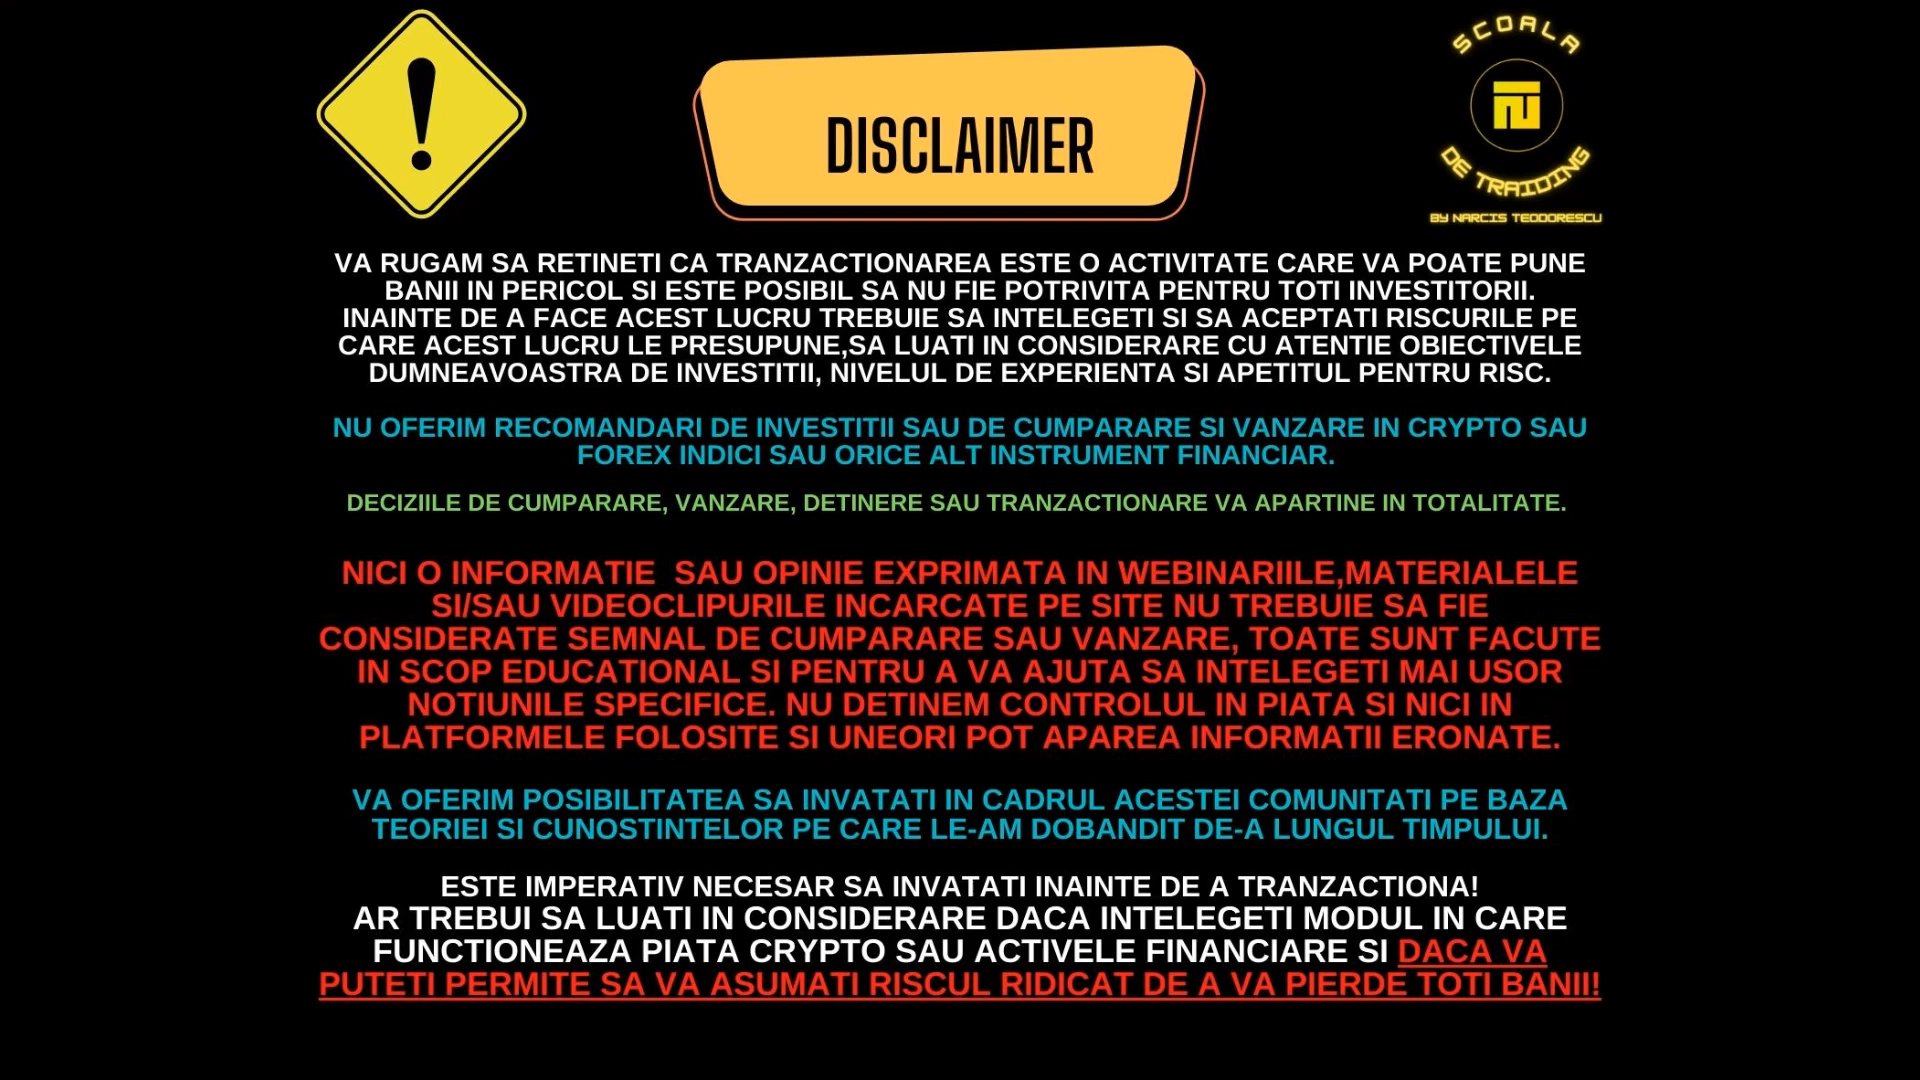 DISCLAIMER
SCOALA
DE TRAIDING
BY NARCIS TEODORESCU
VA RUGAM SA RETINETI CA TRANZACTIONAREA ESTE O ACTIVITATE CARE VA POATE PUNE
BANII IN PERICOL SI ESTE POSIBIL SA NU FIE POTRIVITA PENTRU TOTI INVESTITORII.
INAINTE DE A FACE ACEST LUCRU TREBUIE SA INTELEGETI SI SA ACEPTATI RISCURILE PE
CARE ACEST LUCRU LE PRESUPUNE,SA LUATI IN CONSIDERARE CU ATENTIE OBIECTIVELE
DUMNEAVOASTRA DE INVESTITII, NIVELUL DE EXPERIENTA SI APETITUL PENTRU RISC.
NU OFERIM RECOMANDARI DE INVESTITII SAU DE CUMPARARE SI VANZARE IN CRYPTO SAU
FOREX INDICI SAU ORICE ALT INSTRUMENT FINANCIAR.
DECIZIILE DE CUMPARARE, VANZARE, DETINERE SAU TRANZACTIONARE VA APARTINE IN TOTALITATE.
NICI O INFORMATIE  SAU OPINIE EXPRIMATA IN WEBINARIILE,MATERIALELE
SI/SAU VIDEOCLIPURILE INCARCATE PE SITE NU TREBUIE SA FIE
CONSIDERATE SEMNAL DE CUMPARARE SAU VANZARE, TOATE SUNT FACUTE
IN SCOP EDUCATIONAL SI PENTRU A VA AJUTA SA INTELEGETI MAI USOR
NOTIUNILE SPECIFICE. NU DETINEM CONTROLUL IN PIATA SI NICI IN
PLATFORMELE FOLOSITE SI UNEORI POT APAREA INFORMATII ERONATE.
VA OFERIM POSIBILITATEA SA INVATATI IN CADRUL ACESTEI COMUNITATI PE BAZA
TEORIEI SI CUNOSTINTELOR PE CARE LE-AM DOBANDIT DE-A LUNGUL TIMPULUI.
ESTE IMPERATIV NECESAR SA INVATATI INAINTE DE A TRANZACTIONA!
AR TREBUI SA LUATI IN CONSIDERARE DACA INTELEGETI MODUL IN CARE
FUNCTIONEAZA PIATA CRYPTO SAU ACTIVELE FINANCIARE SI DACA VA
PUTETI PERMITE SA VA ASUMATI RISCUL RIDICAT DE A VA PIERDE TOTI BANII!